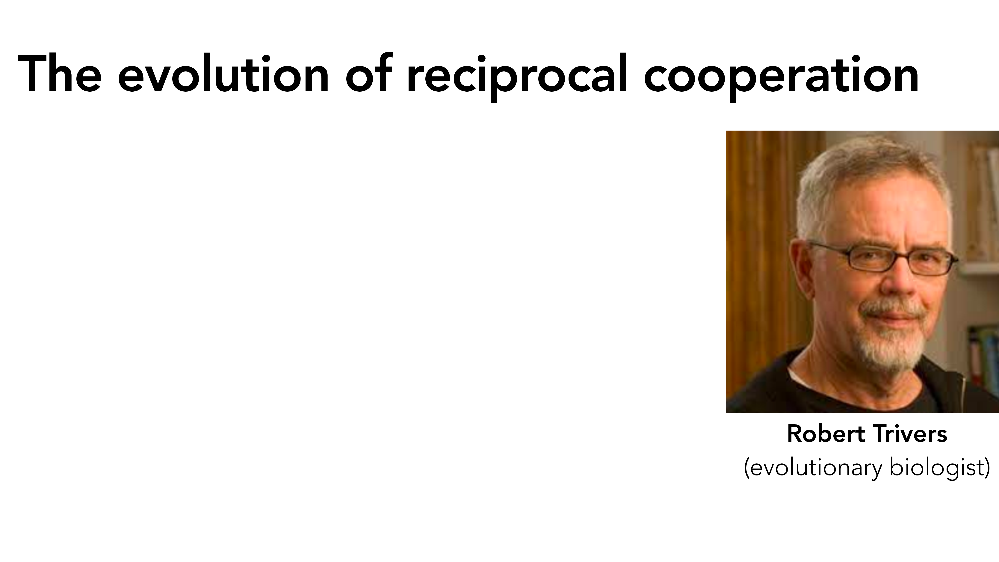 The evolution of reciprocal cooperation
Robert Trivers
(evolutionary biologist)